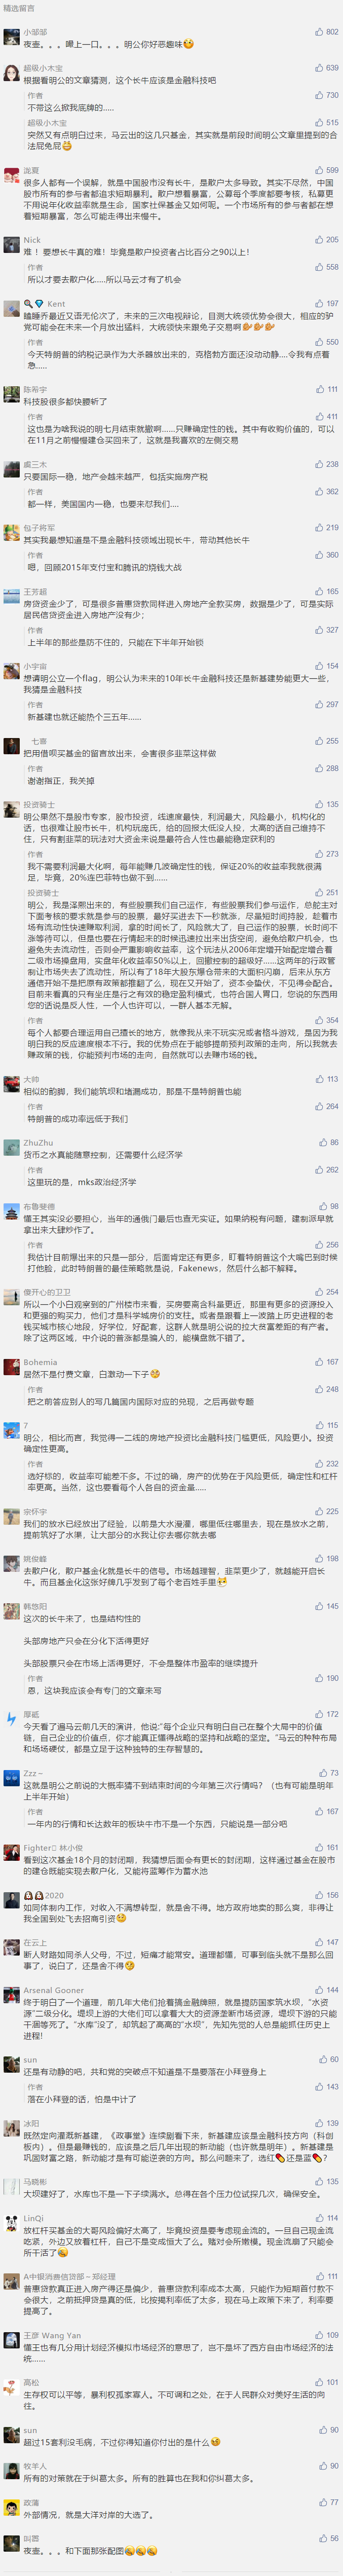 精选留言
小邹邹
802
夜壶。。。嘬上一口。。。明公你好恶趣味
超级小木宝
639
根据看明公的文章猜测，这个长牛应该是金融科技吧
作者
730
不带这么掀我底牌的.....
超级小木宝
515
突然又有点明白过来，马云出的这几只基金，其实就是前段时间明公文章里提到的合
法屁兔屁
泷夏
599
很多人都有一个误解，就是中国股市没有长牛，是散户太多导致。其实不尽然，中国
股市所有的参与者都追求短期暴利。散户想看暴富，公募每个季度都要考核，私募更
不用说年化收益率就是生命，国家社保基金又如何呢。一个市场所有的参与者都在想
着短期暴富，怎么可能走得出来慢牛。
Nick
205
难 ！要想长牛真的难！毕竟是散户投资者占比百分之90以上！
作者
558
所以才要去散户化.....所以马云才有了机会
Kent
197
瞌睡乔最近又语无伦次了，未来的三次电视辩论，目测大统领优势会很大，相应的驴
党可能会在未来一个月放出猛料，大统领快来跟兔子交易啊
作者
550
今天特朗普的纳税记录作为大杀器放出来的，克格勃方面还没动动静....令我有点着
急.....
陈希宇
111
科技股很多都快腰斩了
作者
411
这也是为啥我说的明七月结束就撤啊......只赚确定性的钱。其中有收购价值的，可以
在11月之前慢慢建仓买回来了，这就是我喜欢的左侧交易
虞三木
238
只要国际一稳，地产会越来越严，包括实施房产税
作者
362
都一样，美国国内一稳，也要来怼我们....
包子将军
219
其实我最想知道是不是金融科技领域出现长牛，带动其他长牛
作者
360
嗯，回顾2015年支付宝和腾讯的烧钱大战
王芳超
165
房贷资金少了，可是很多普惠贷款同样进入房地产全款买房，数据是少了，可是实际
居民信贷资金进入房地产没有少；
作者
327
上半年的那些是防不住的，只能在下半年开始锁
小宇宙
154
想请明公立一个flag，明公认为未来的10年长牛金融科技还是新基建势能更大一些，
我猜是金融科技
作者
297
新基建也就还能热个三五年......
七喜
255
把用借呗买基金的留言放出来，会害很多韭菜这样做
作者
288
谢谢指正，我关掉
投资骑士
135
明公果然不是股市专家，股市投资，线速度最快，利润最大，风险最小，机构化的
话，也很难让股市长牛，机构玩庞氏，给的回报太低没人投，太高的话自己维持不
住，只有割韭菜的玩法对大资金来说是最符合人性也最能稳定获利的
作者
273
我不需要利润最大化啊，每年能赚几波确定性的钱，保证20%的收益率我就很满
足，毕竟，20%连巴菲特也做不到......
投资骑士
251
明公，我是泽熙出来的，有些股票我们自己运作，有些股票我们参与运作，总舵主对
下面考核的要求就是参与的股票，最好买进去下一秒就涨，尽量短时间持股，趁着市
场有流动性快速赚取利润，拿的时间长了，风险就大了，自己运作的股票，长时间不
涨等待可以，但是也要在行情起来的时候迅速拉出来出货空间，避免给散户机会，也
避免失去流动性，否则会严重影响收益率，这个玩法从2006年定增开始配定增合着
二级市场操盘用，实盘年化收益率50%以上，回撤控制的超级好......这两年的行政管
制让市场失去了流动性，所以有了18年大股东爆仓带来的大面积闪崩，后来从东方
通信开始不是把原有政策都推翻了么，现在又开始了，资本会蛰伏，不见得会配合。
目前未看真的只有坐庄是行之有效的稳定盈利模式，也符合国人胃口，您说的东西用
您的话说是反人性，一个人也许可以，一群人基本无解。
作者
354
每个人都要合理运用自己擅长的地方，就像我从来不玩实况或者格斗游戏，是因为我
明白我的反应速度根本不行。我的优势点在于能够提前预判政策的走向，所以我就去
赚政策的钱，你能预判市场的走向，自然就可以去赚市场的钱。
大帅
113
相似的韵脚，我们能筑坝和堵漏成功，那是不是特朗普也能
作者
264
特朗普的成功率远低于我们
ZhuZhu
86
货币之水真能随意控制，还需要什么经济学
作者
262
这里玩的是，mks政治经济学
布鲁斐德
98
懂王其实没必要担心，当年的通俄门最后也查无实证。如果纳税有问题，建制派早就
拿出来大肆炒作了。
作者
256
我估计目前爆出来的只是一部分，后面肯定还有更多，盯着特朗普这个大嘴巴到时候
打他脸，此时特朗普的最佳策略就是说，Fakenews，然后什么都不解释。
傻开心的卫卫
254
所以一个小白观察到的广州楼市来看，买房要离含科量更近，那里有更多的资源投入
和更强的购买力，他们才是科学城房价的支柱。或者是跟着上一波踏上历史进程的老
钱买城市核心地段，好学位，好配套，这群人就是明公说的拉大贫富差距的有产者。
除了这两区域，中介说的普涨都是骗人的，能横盘就不错了。
Bohemia
167
居然不是付费文章，白激动一下子
作者
248
把之前答应别人的写几篇国内国际对应的兑现，之后再做专题
7
115
明公，相比而言，我觉得一二线的房地产投资比金融科技门槛更低，风险更小。投资
确定性更高。
作者
232
选好标的，收益率可能差不多。不过的确，房产的优势在于风险更低，确定性和杠杆
率更高。当然，这也要看每个人各自的资金量.....
宗怀宇
225
我们的放水已经放出了经验，以前是大水漫灌，哪里低往哪里去，现在是放水之前，
提前筑好了水渠，让大部分的水我让你去哪你就去哪
姚俊峰
198
去散户化，散户基金化就是长牛的信号。市场越理智，韭菜更少了，就越能开启长
牛。而且基金化这张好牌几乎发到了每个老百姓手里
韩悠阳
145
这次的长牛来了，也是结构性的
头部房地产只会在分化下活得更好
头部股票只会在市场上活得更好，不会是整体市盈率的继续提升
作者
190
恩，这块我应该会有专门的文章来写
厚砥
172
今天看了遍马云前几天的演讲，他说:“每个企业只有明白自己在整个大局中的价值
链，自己企业的价值点，你才能真正懂得战略的坚持和战略的坚定。”马云的种种布局
和场场硬仗，都是立足于这种独特的生存智慧的。
Zzz～
73
这就是明公之前说的大概率猜不到结束时间的今年第三次行情吗？（也有可能是明年
上半年开始）
作者
167
一年内的行情和长达数年的板块牛市不是一个东西，只能说是一部分吧
Fighter 林小俊
161
看到这次基金18个月的封闭期，我猜想后面会有更长的封闭期，这样通过基金在股市
的建仓既能实现去散户化，又能将蓝筹作为蓄水池
2020
156
如同体制内工作，对收入不满想转型，就是舍不得。地方政府地卖的那么爽，非得让
我全国到处飞去招商引资
在云上
147
断人财路如同杀人父母，不过，短痛才能常安。道理都懂，可事到临头就不是那么回
事了，说白了，还是舍不得
Arsenal Gooner
144
终于明白了一个道理，前几年大佬们抢着搞金融牌照，就是提防国家筑水坝，“水资
源”二级分化。堤坝上的大佬们可以拿着大大的资源垄断市场资源，堤坝下游的只能
干涸等死了。“水库”没了，却筑起了高高的“水坝”，先知先觉的人总是能抓住历史上
进程!
sun
60
还是有动静的吧，共和党的突破点不知道是不是要落在小拜登身上
作者
143
落在小拜登的话，怕是中计了
冰阳
139
既然定向灌溉新基建，《政事堂》连续剧看下来，新基建应该是金融科技方向（科创
板内）。但是最赚钱的，应该是之后几年出现的新动能（也许就是明年）。新基建是
巩固财富之路，新动能才是有可能逆袭的方向。那么问题来了，选红还是蓝？
马晓彬
135
大坝建好了，水库也不是一下子续满水。总得在各个压力位试探几次，确保安全。
LinQi
114
放杠杆买基金的大哥风险偏好太高了，毕竟投资是要考虑现金流的。一旦自己现金流
吃紧，外边又放着杠杆，自己不是变成恒大了么。赌对会所嫩模。现金流扇了只能会
所干活了
A中银消费信贷部～郑经理
111
普惠贷款真正进入房产得还是偏少，普惠贷款利率成本太高，只能作为短期首付款不
会很大，之前抵押贷是真的低，比按揭利率低了太多，现在马上政策下来了，利率要
提高了。
王彦 Wang Yan
109
懂王也有几分用计划经济模拟市场经济的意思了，岂不是坏了西方自由市场经济的法
统......
高松
101
生存权可以平等，暴利权孤家寡人。不可调和之处，在于人民群众对美好生活的向
往。
sun
90
超过15套利没毛病，不过你得知道你付出的是什么
牧羊人
90
所有的对策就在于纠葛太多。所有的胜算也在我和你纠葛太多。
政蒲
77
外部情况，就是大洋对岸的大选了。
叫嚣
56
夜壶。。。和下面那张配图